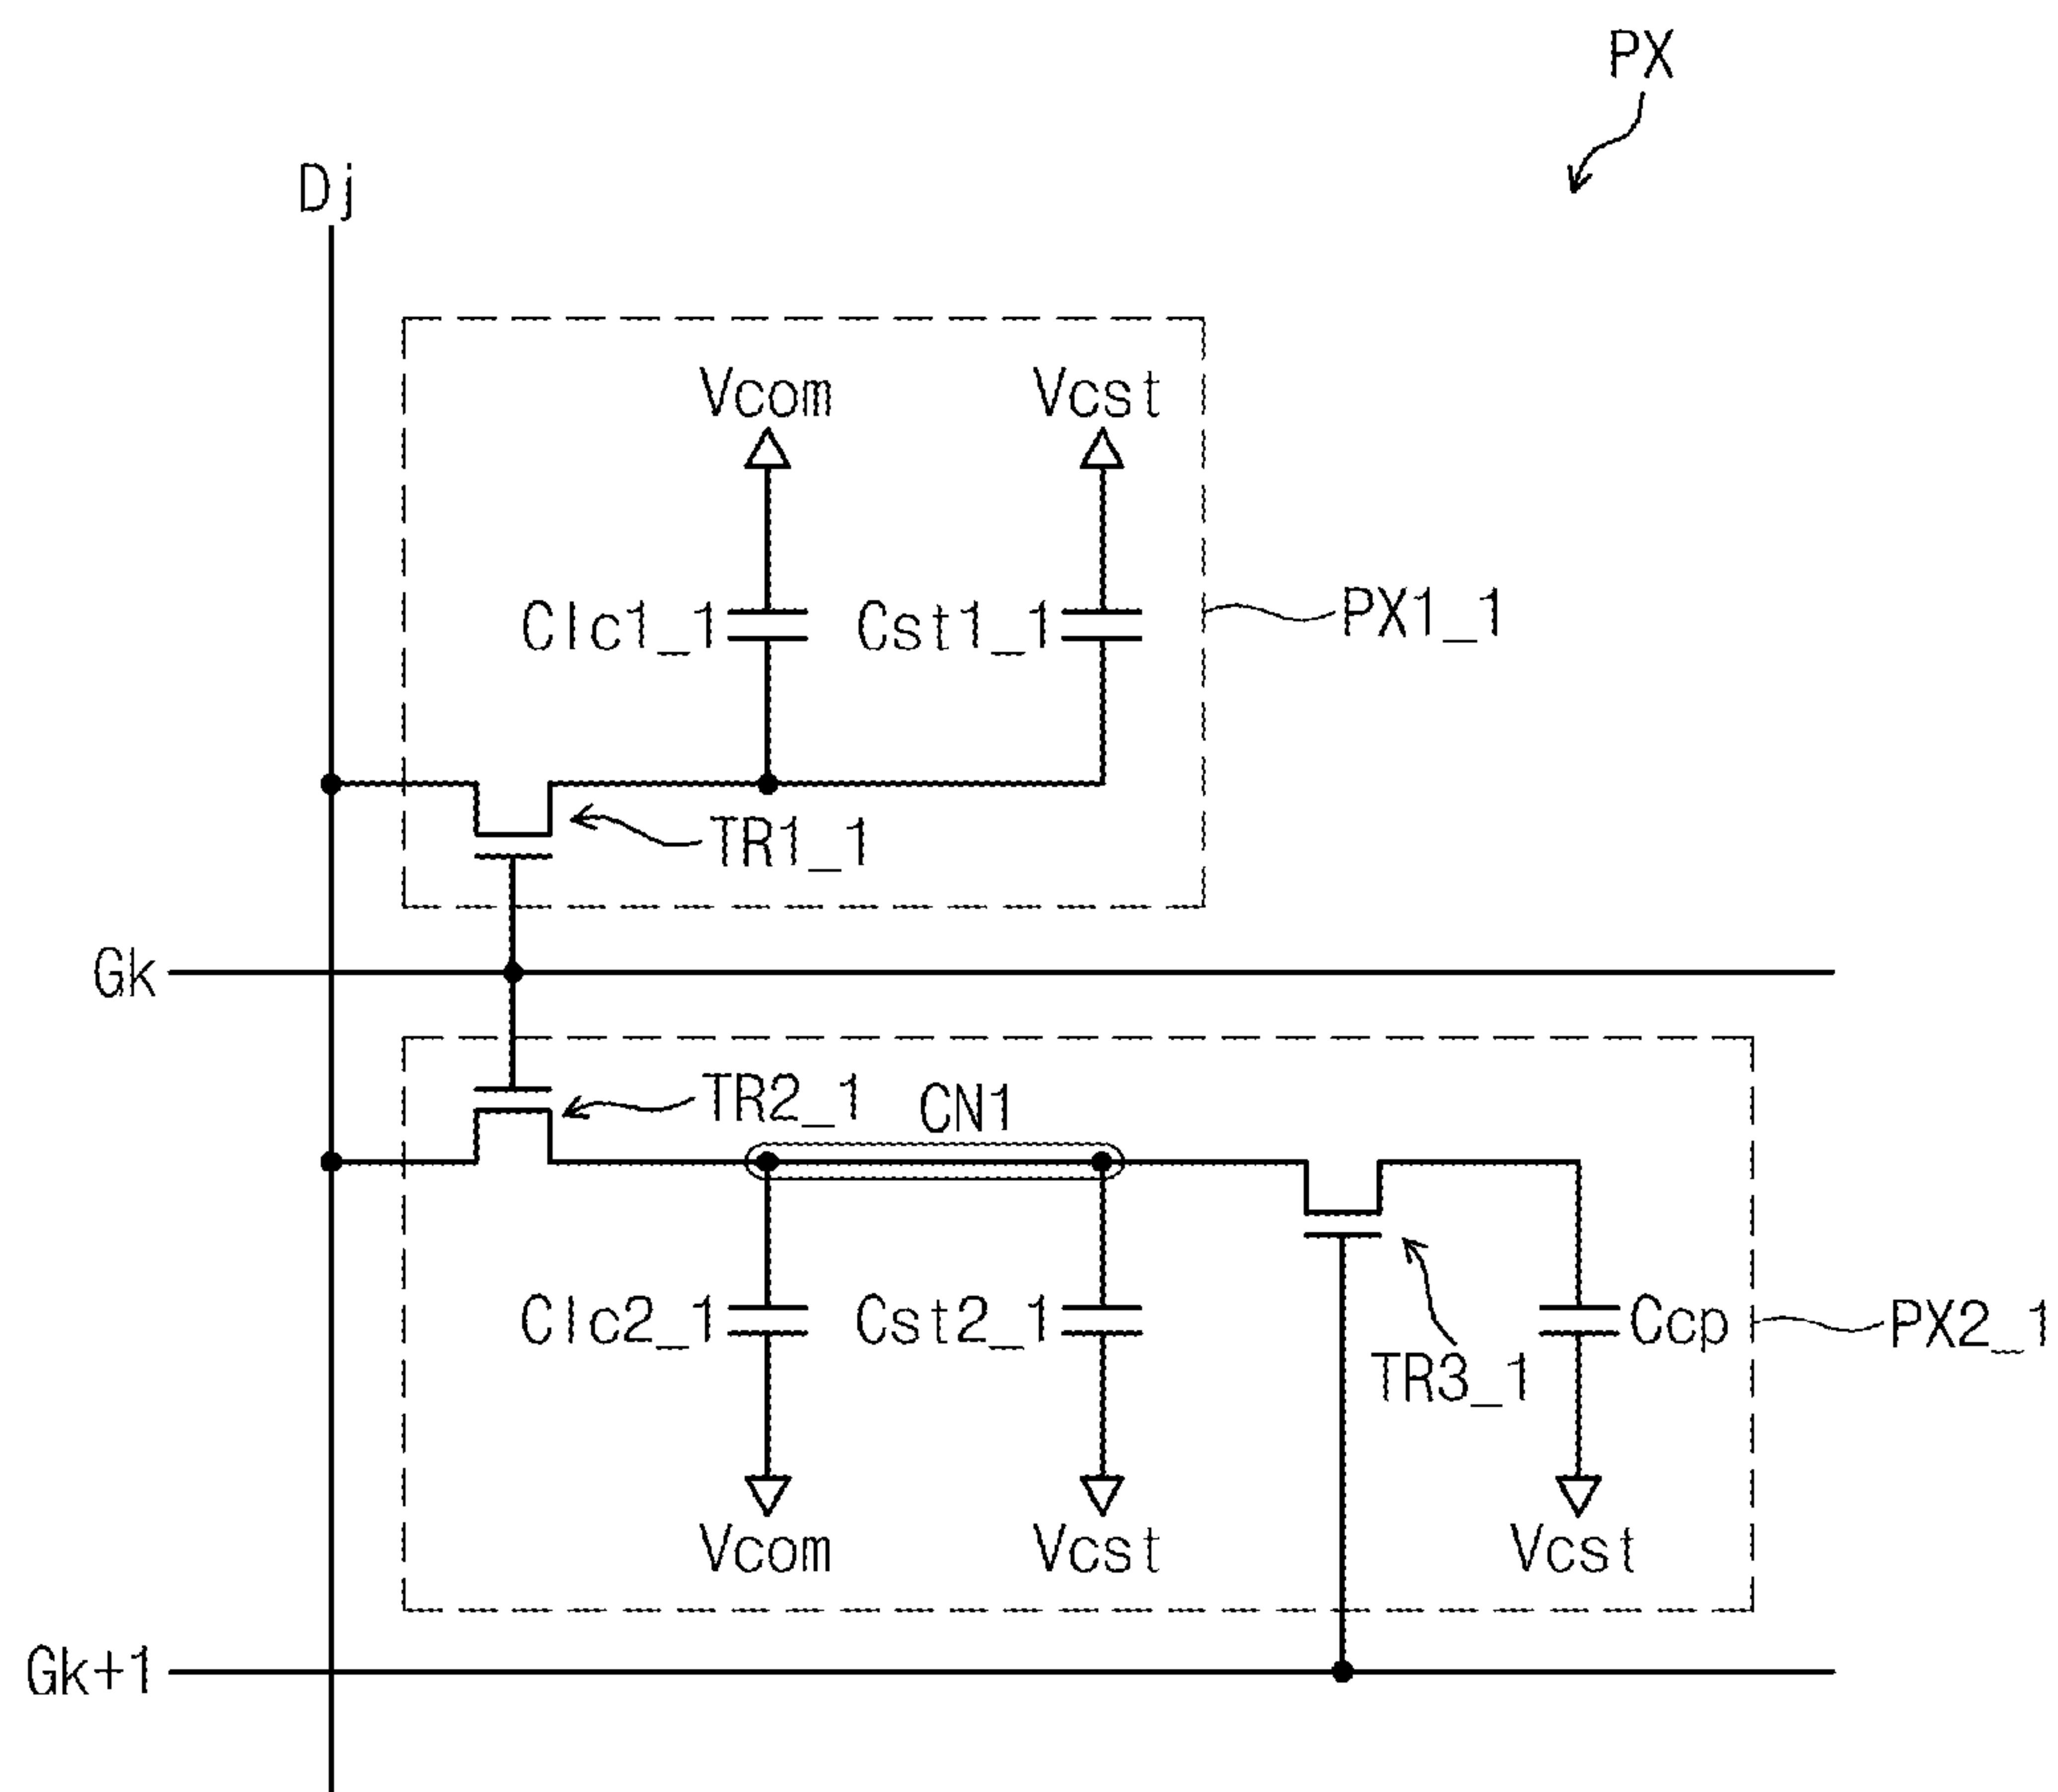 PX
Dj
Vcom Vcst
Clc1_1 Cst1_1 PX1_1
TR1_1
Gk
TR2_1 CN1
Clc2_1 Cst2_1 Ccp PX2_1
TR3_1
Vcom Vcst Vcst
Gk+1